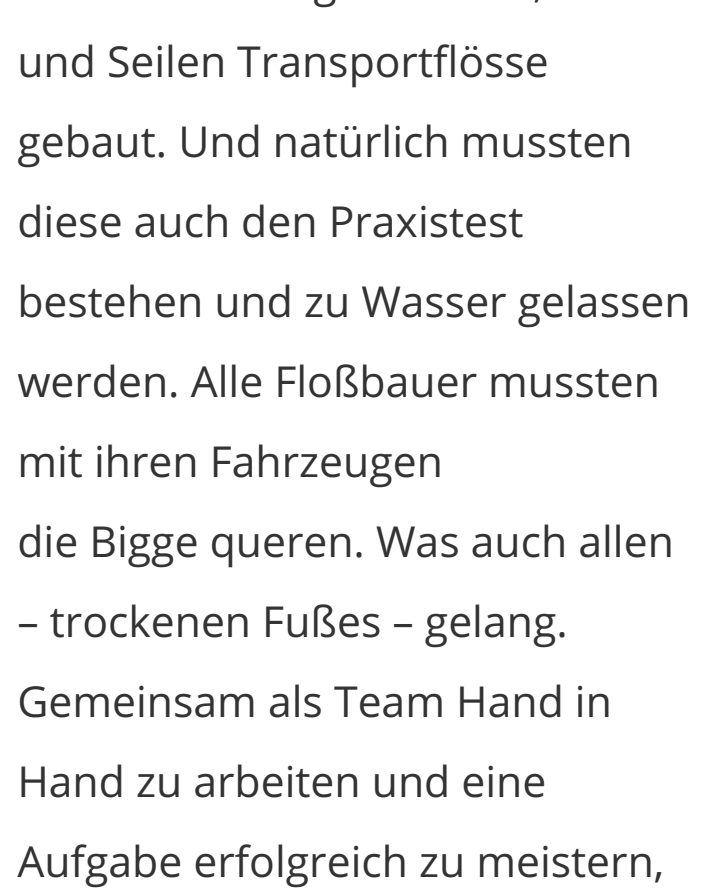 und Seilen Transportflösse
gebaut. Und natürlich mussten
diese auch den Praxistest
bestehen und zu Wasser gelassen
werden. Alle Floßbauer mussten
mit ihren Fahrzeugen
die Bigge queren. Was auch allen
– trockenen Fußes – gelang.
Gemeinsam als Team Hand in
Hand zu arbeiten und eine
Aufgabe erfolgreich zu meistern,